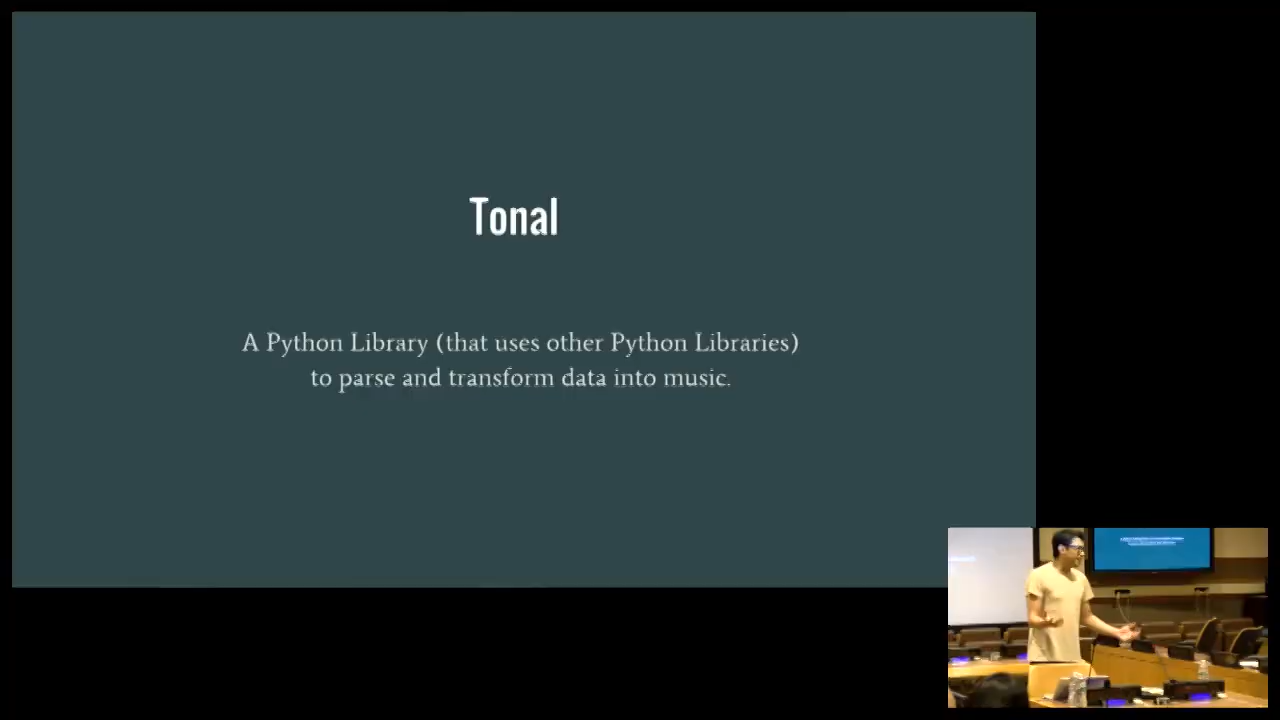 Tonal
A Python Library (that uses other Python Libraries)
to parse and transform data into music.